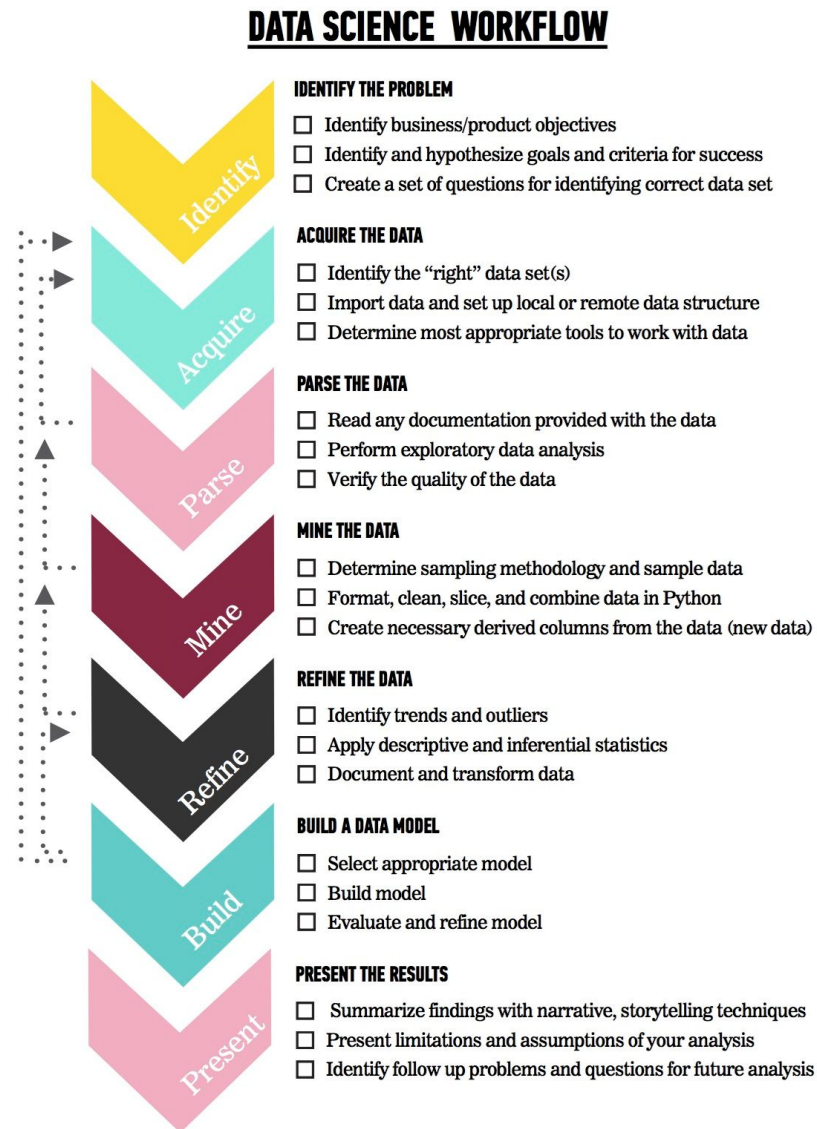 DATA SCIENCE WORKFLOW
Identify
IDENTIFY THE PROBLEM
Identify business/product objectives
Identify and hypothesize goals and criteria for success
Create a set of questions for identifying correct data set
Acquire
ACQUIRE THE DATA
Identify the “right” data set(s)
Import data and set up local or remote data structure
Determine most appropriate tools to work with data
Parse
PARSE THE DATA
Read any documentation provided with the data
Perform exploratory data analysis
Verify the quality of the data
Mine
MINE THE DATA
Determine sampling methodology and sample data
Format, clean, slice, and combine data in Python
Create necessary derived columns from the data (new data)
Refine
REFINE THE DATA
Identify trends and outliers
Apply descriptive and inferential statistics
Document and transform data
Build
BUILD A DATA MODEL
Select appropriate model
Build model
Evaluate and refine model
Present
PRESENT THE RESULTS
Summarize findings with narrative, storytelling techniques
Present limitations and assumptions of your analysis
Identify follow up problems and questions for future analysis